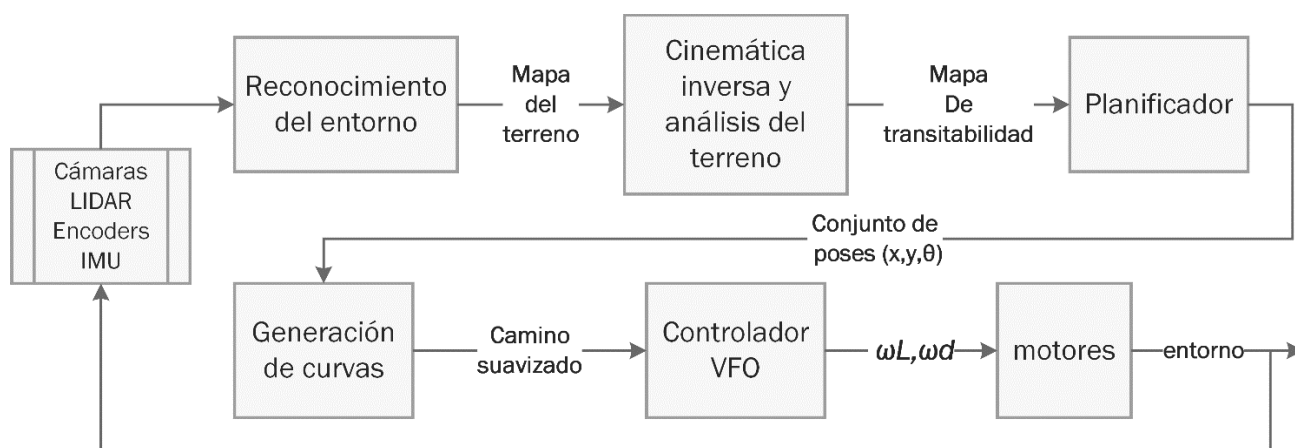 Cámaras
LIDAR
Encoders
IMU
Reconocimiento
del entorno
Mapa
del
terreno
Cinemática
inversa y
análisis del
terreno
Mapa
De
transitabilidad
Planificador
Conjunto de
poses (x,y,θ)
Generación
de curvas
Camino
suavizado
Controlador
VFO
ωL,ωd
motores
entorno